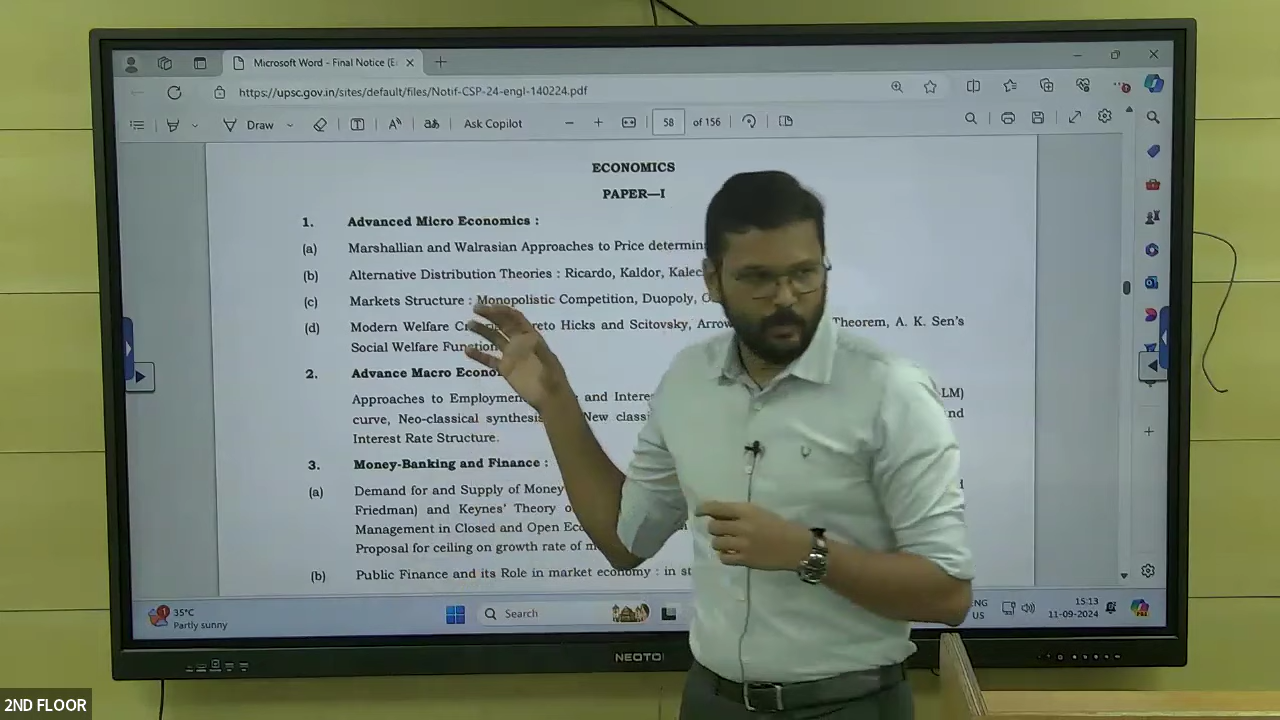 Microsoft Word - Final Notice (E
https://upsc.gov.in/sites/default/files/Notif-CSP-24-engl-140224.pdf
Draw
Ask Copilot
58 of 156
ECONOMICS
PAPER—I
1. Advanced Micro Economics :
(a) Marshallian and Walrasian Approaches to Price
(b) Alternative Distribution Theories : Ricardo, Kaldor,
(c) Markets Structure : Monopolistic Competition, Duopoly,
(d) Modern Welfare Hicks and Scitovsky, Theorem, A. K. Sen's
Social Welfare
2. Advance Macro
Approaches to and LM)
curve, Neo-classical New
Interest Rate Structure.
3. Money-Banking and Finance :
(a) Demand for and Supply of Money
Friedman) and Keynes' Theory
Management in Closed and Open
Proposal for ceiling on growth rate of
(b) Public Finance and its Role in market economy : in
35°C
Partly sunny
Search
ENG
US
15:13
11-09-2024
2ND FLOOR